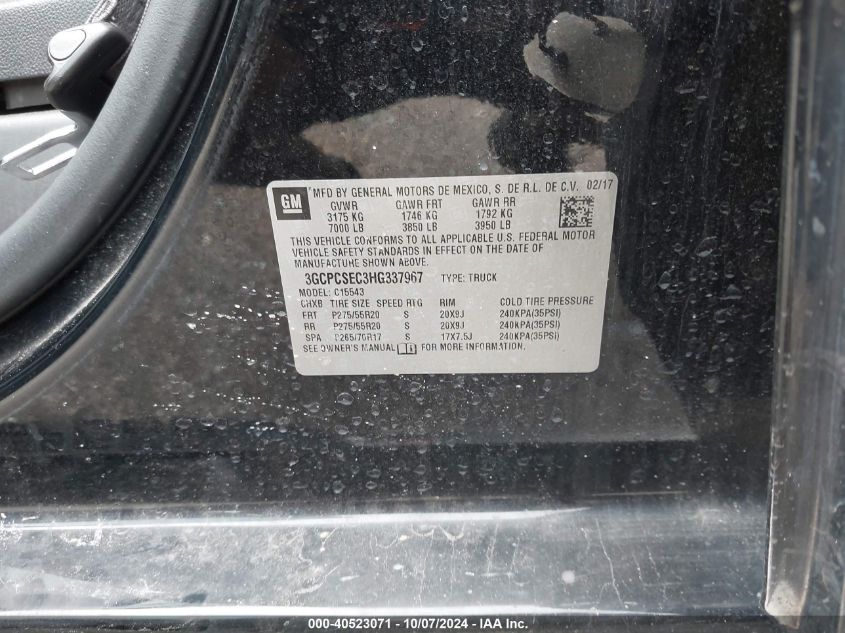 GM
MFD BY GENERAL MOTORS DE MEXICO, S. DE R.L. DE C.V. 02/17
GVWR GAWR FRT GAWR RR
3175 KG 1746 KG 1792 KG
7000 LB 3850 LB 3950 LB
THIS VEHICLE CONFORMS TO ALL APPLICABLE U.S. FEDERAL MOTOR
VEHICLE SAFETY STANDARDS IN EFFECT ON THE DATE OF
MANUFACTURE SHOWN ABOVE.
3GCPCSEC3HG337967 TYPE: TRUCK
MODEL: C15543
CHXB TIRE SIZE SPEED RTG RIM COLD TIRE PRESSURE
FRT P275/55R20 S 20X9J 240KPA(35PSI)
RR P275/55R20 S 20X9J 240KPA(35PSI)
SPA P265/70R17 S 17X7.5J 240KPA(35PSI)
SEE OWNER'S MANUAL FOR MORE INFORMATION.
000-40523071 - 10/07/2024 - IAA Inc.